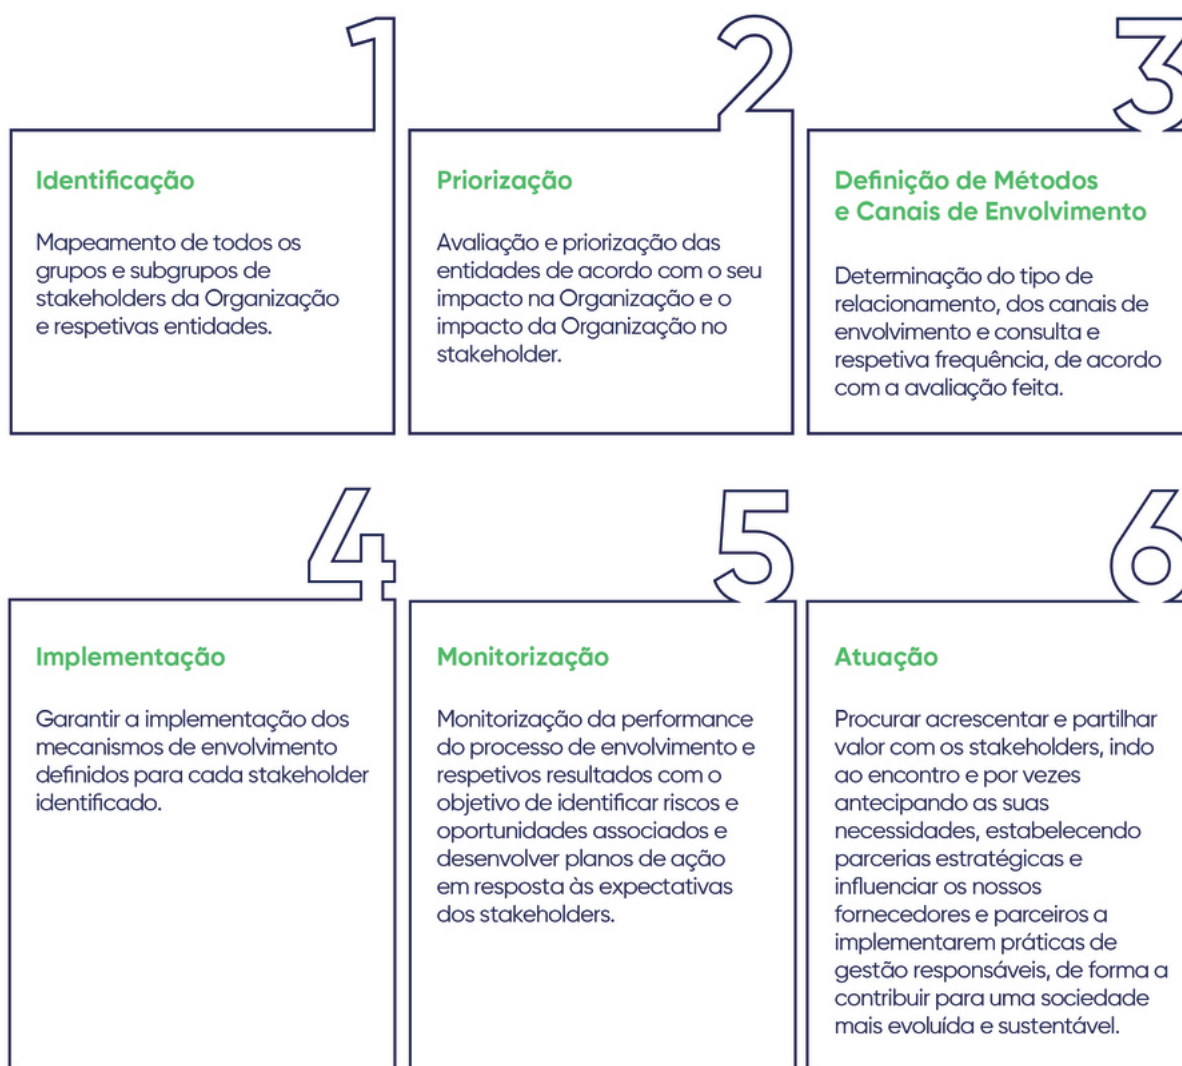 1
Identificação
Mapeamento de todos os
grupos e subgrupos de
stakeholders da Organização
e respetivas entidades.
2
Priorização
Avaliação e priorização das
entidades de acordo com o seu
impacto na Organização e o
impacto da Organização no
stakeholder.
3
Definição de Métodos
e Canais de Envolvimento
Determinação do tipo de
relacionamento, dos canais de
envolvimento e consulta e
respetiva frequência, de acordo
com a avaliação feita.
4
Implementação
Garantir a implementação dos
mecanismos de envolvimento
definidos para cada stakeholder
identificado.
5
Monitorização
Monitorização da performance
do processo de envolvimento e
respetivos resultados com o
objetivo de identificar riscos e
oportunidades associados e
desenvolver planos de ação
em resposta às expectativas
dos stakeholders.
6
Atuação
Procurar acrescentar e partilhar
valor com os stakeholders, indo
ao encontro e por vezes
antecipando as suas
necessidades, estabelecendo
parcerias estratégicas e
influenciar os nossos
fornecedores e parceiros a
implementarem práticas de
gestão responsáveis, de forma a
contribuir para uma sociedade
mais evoluída e sustentável.